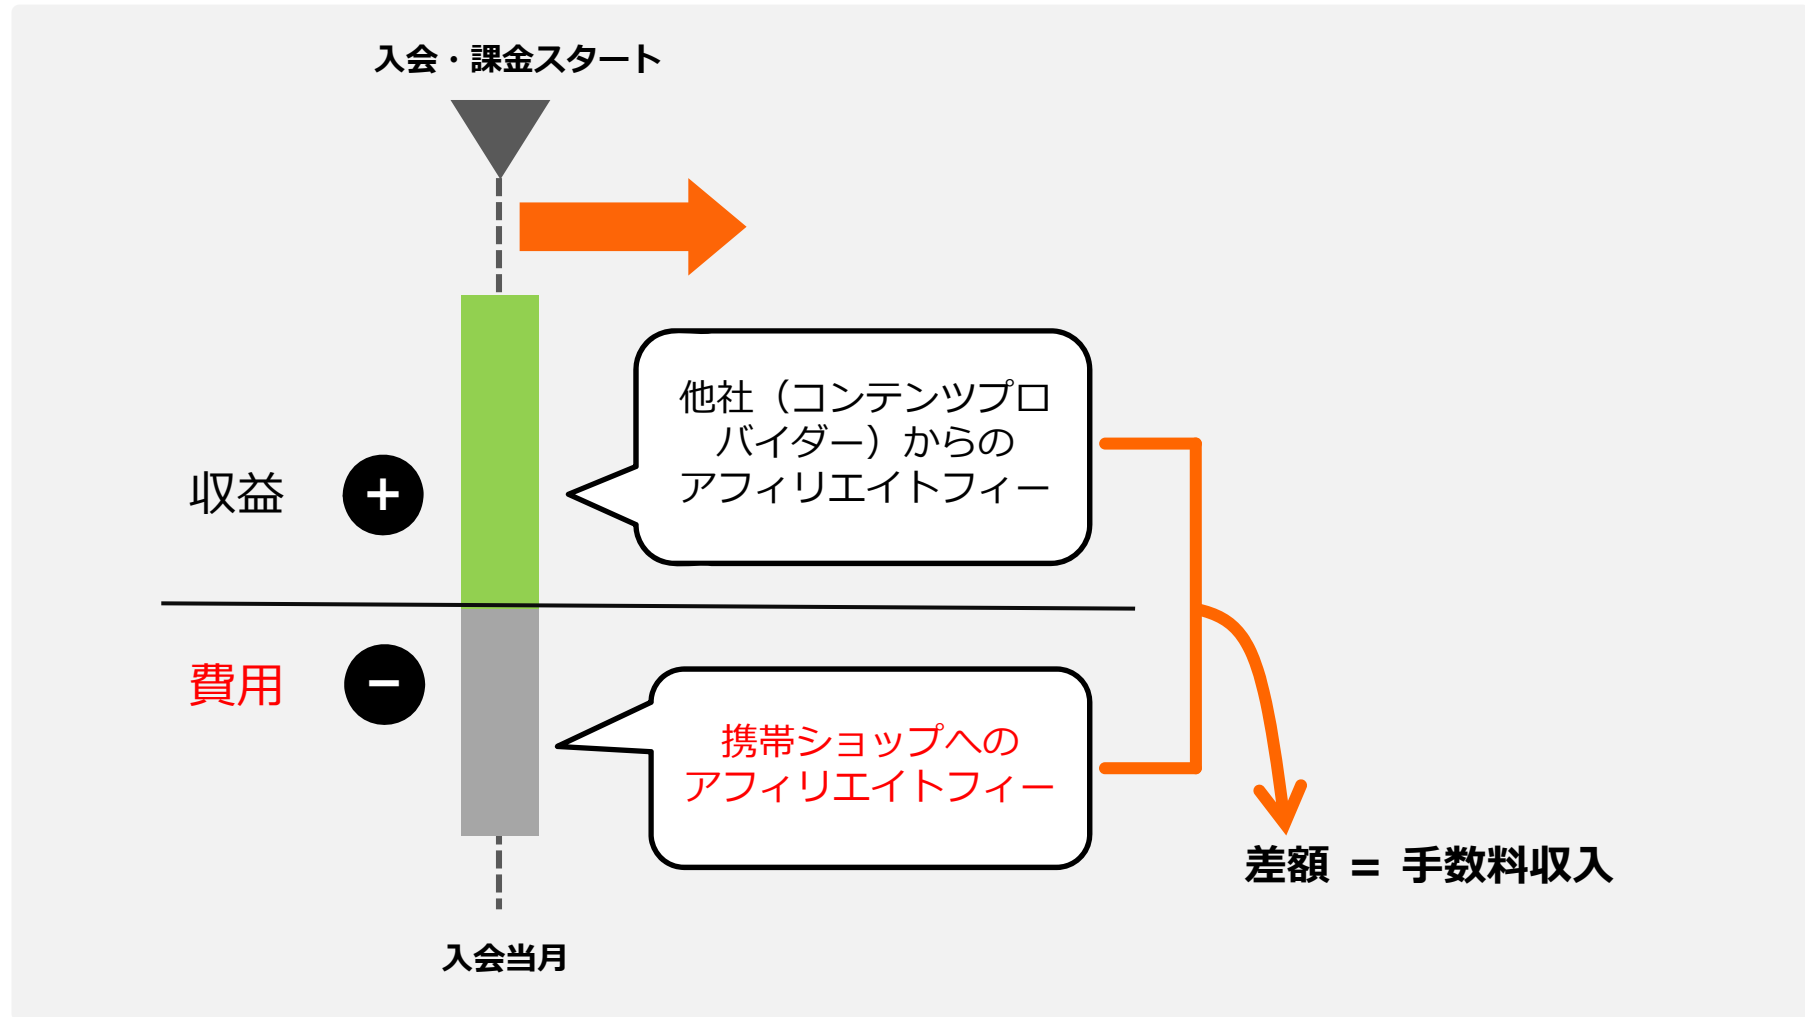 入会・課金スタート
他社（コンテンツプロ
バイダー）からの
アフィリエイトフィー
収益
+
費用
−
携帯ショップへの
アフィリエイトフィー
差額 = 手数料収入
入会当月